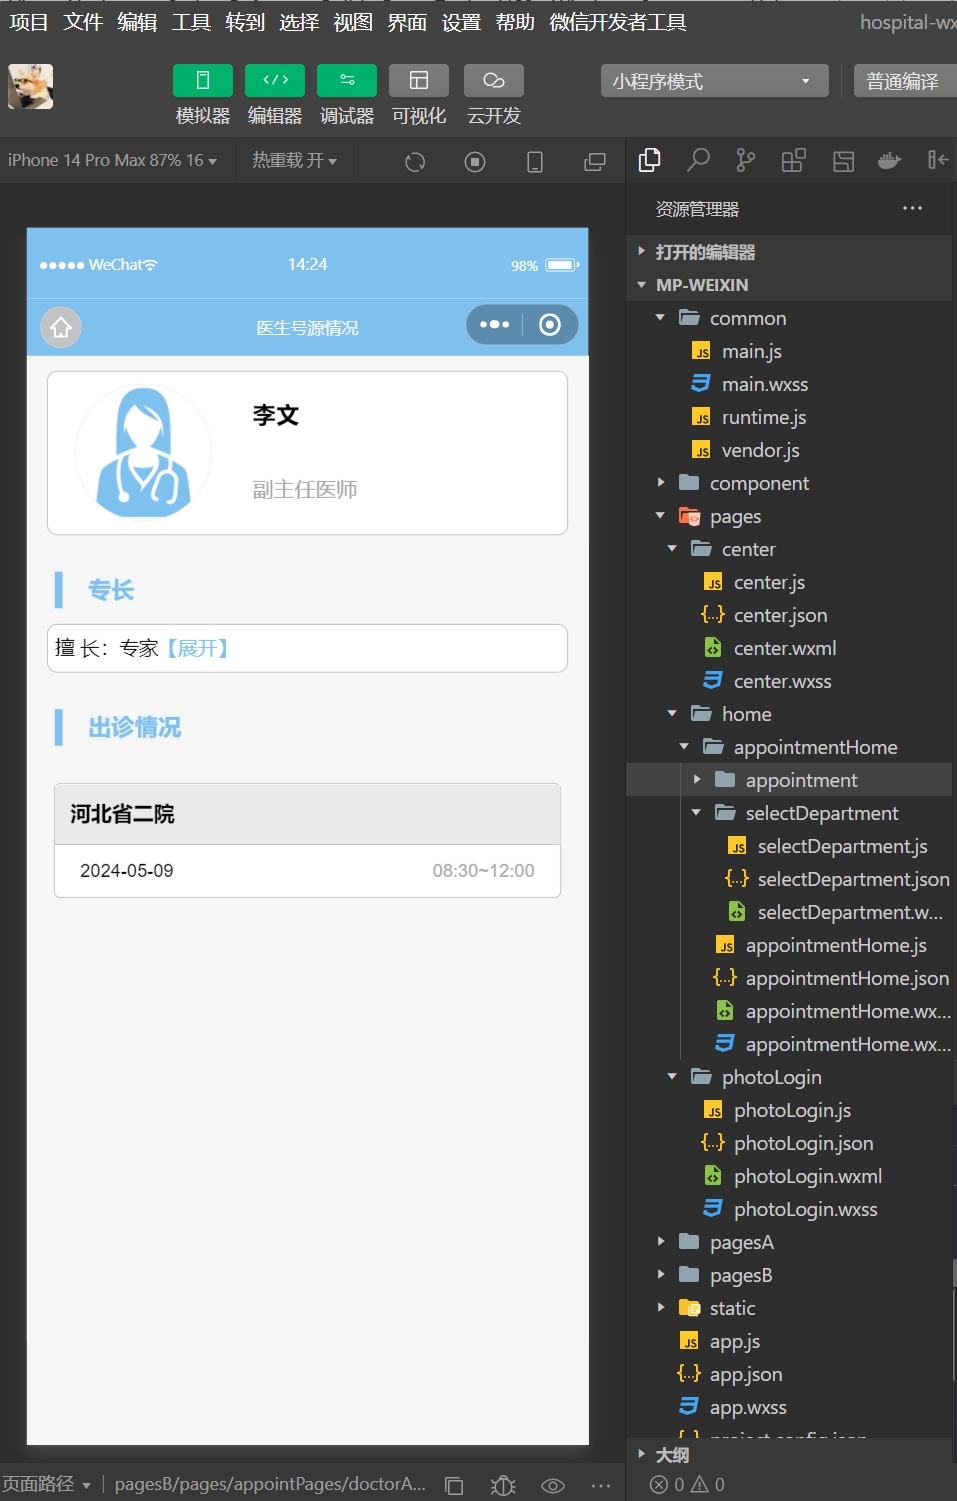 项目 文件 编辑 工具 转到 选择 视图 界面 设置 帮助 微信开发者工具 hospital-wx
模拟器 编辑器 调试器 可视化 云开发
小程序模式 普通编译
iPhone 14 Pro Max 87% 16 热重载 开
WeChat 14:24 98%
医生号源情况
李文
副主任医师
专长
擅 长：专家【展开】
出诊情况
河北省二院
2024-05-09 08:30~12:00
页面路径 pagesB/pages/appointPages/doctorA...
资源管理器
打开的编辑器
MP-WEIXIN
common
main.js
main.wxss
runtime.js
vendor.js
component
pages
center
center.js
center.json
center.wxml
center.wxss
home
appointmentHome
appointment
selectDepartment
selectDepartment.js
selectDepartment.json
selectDepartment.w...
appointmentHome.js
appointmentHome.json
appointmentHome.wx...
appointmentHome.wx...
photoLogin
photoLogin.js
photoLogin.json
photoLogin.wxml
photoLogin.wxss
pagesA
pagesB
static
app.js
app.json
app.wxss
project.config.json
大纲
0 0